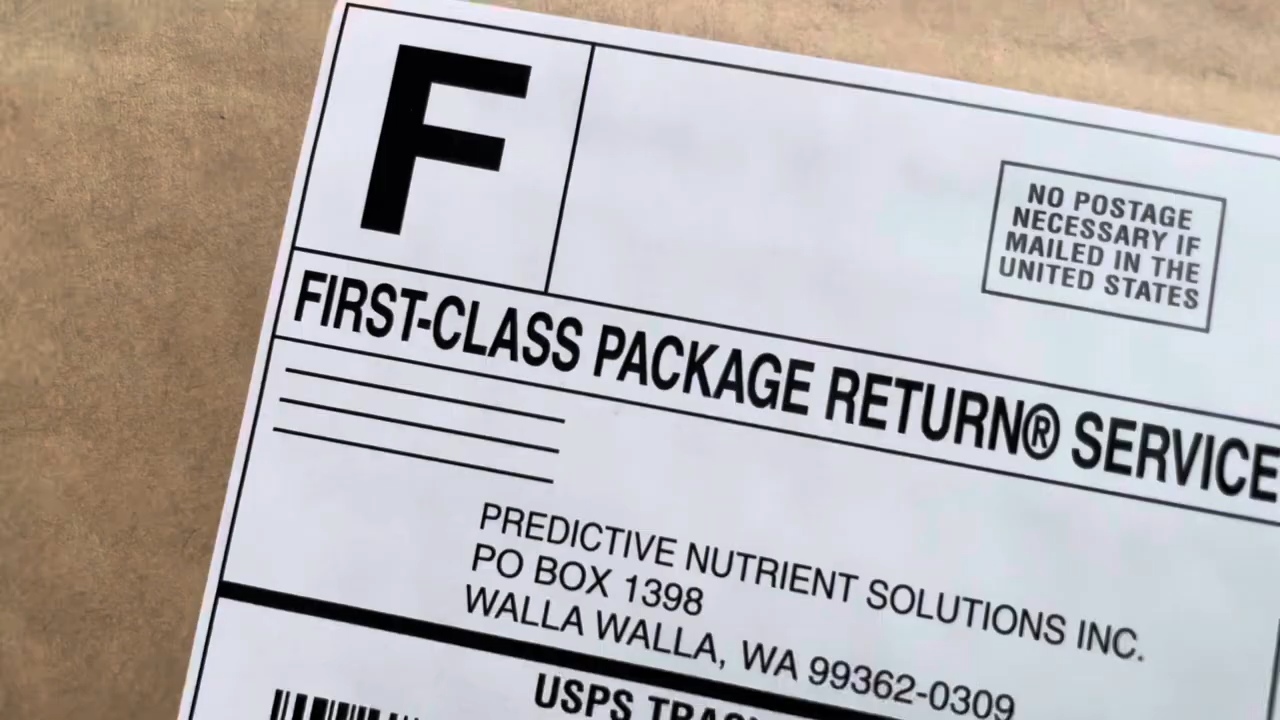 F
NO POSTAGE
NECESSARY IF
MAILED IN THE
UNITED STATES
FIRST-CLASS PACKAGE RETURN® SERVICE
PREDICTIVE NUTRIENT SOLUTIONS INC.
PO BOX 1398
WALLA WALLA, WA 99362-0309
USPS